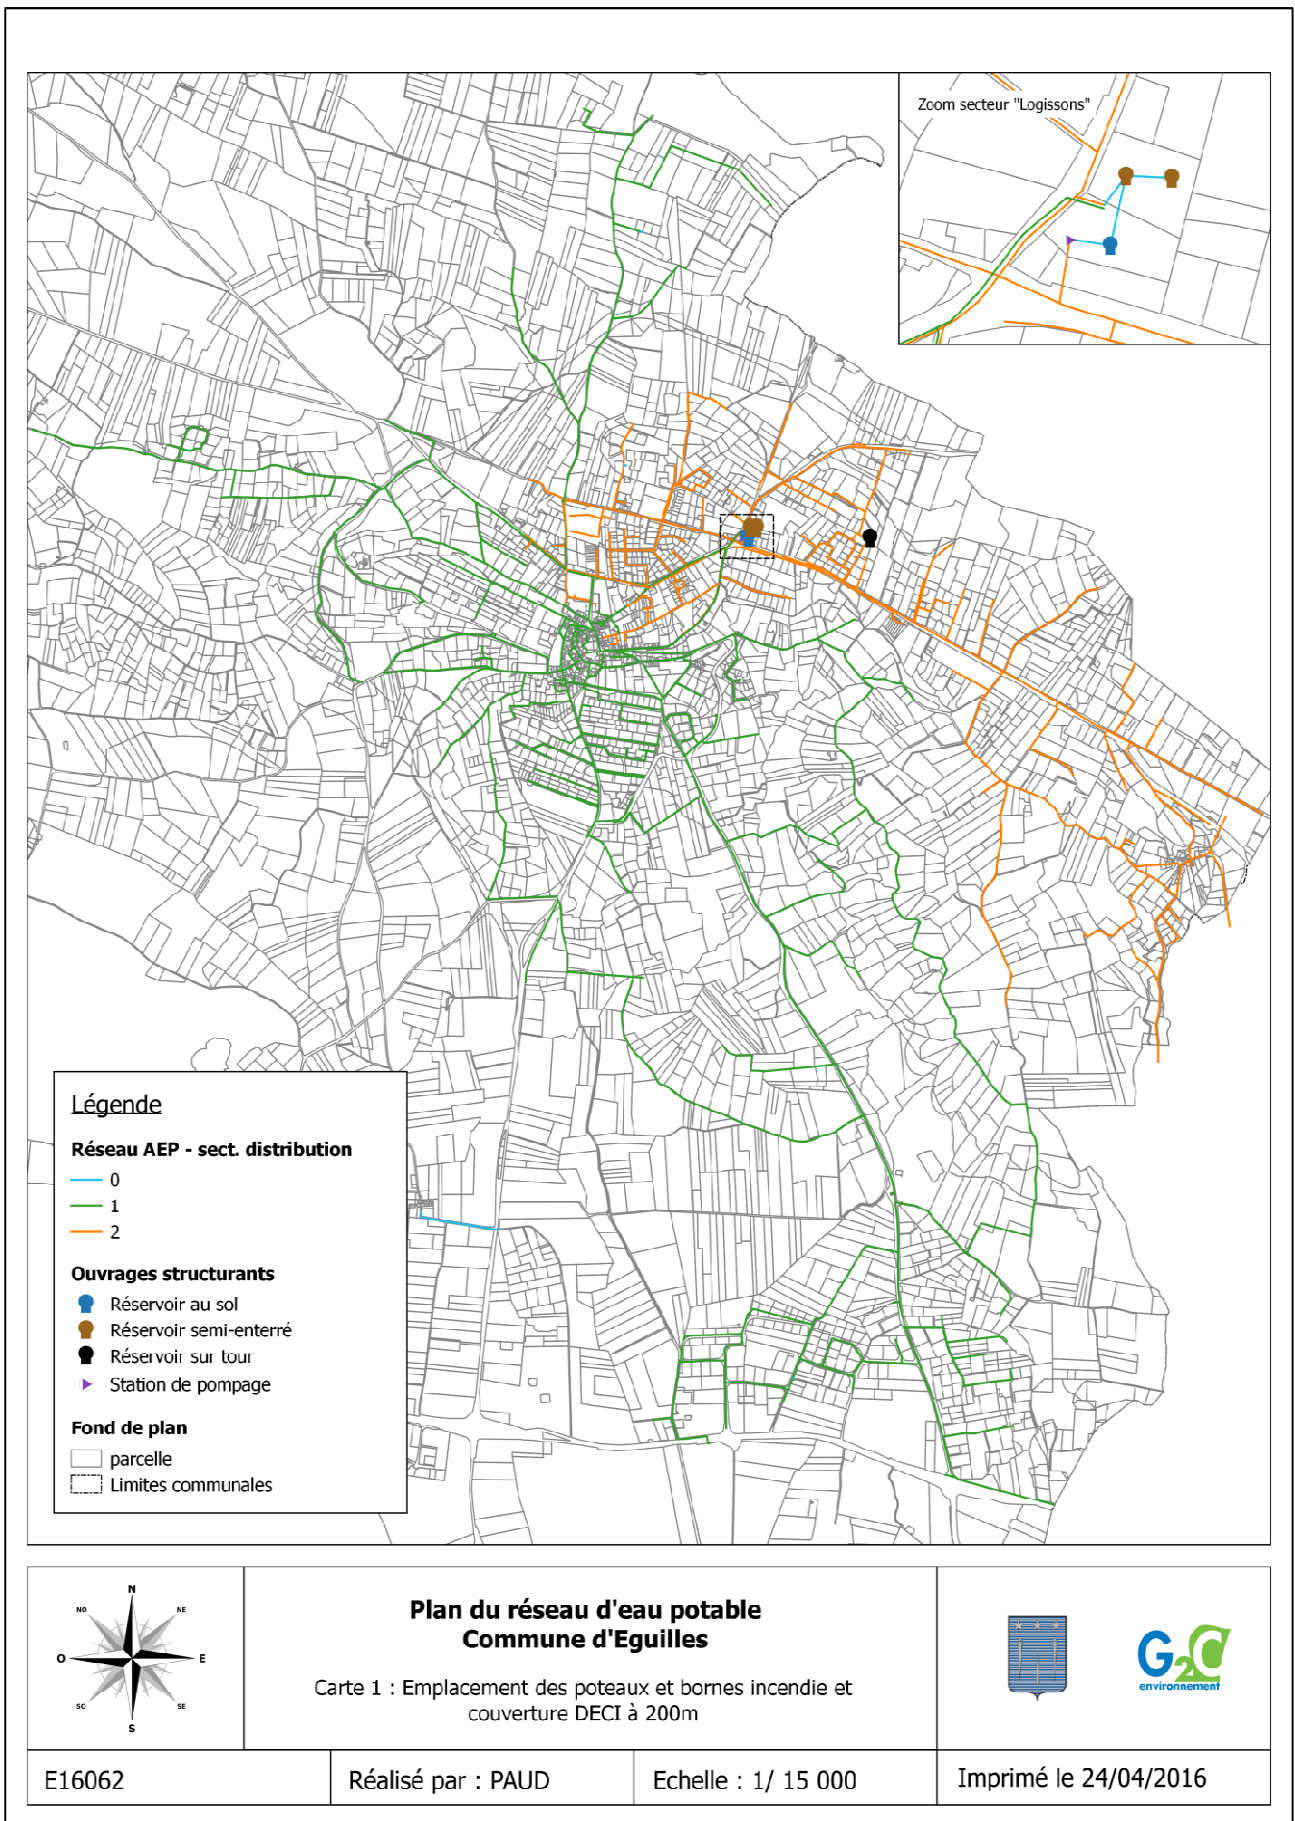 Zoom secteur "Logissons"
Légende
Réseau AEP - sect. distribution
0
1
2
Ouvrages structurants
Réservoir au sol
Réservoir semi-enterré
Réservoir sur tour
Station de pompage
Fond de plan
parcelle
Limites communales
N
NO
NE
O
E
SO
SE
S
Plan du réseau d'eau potable
Commune d'Eguilles
Carte 1 : Emplacement des poteaux et bornes incendie et
couverture DECI à 200m
G2C
environnement
E16062
Réalisé par : PAUD
Echelle : 1/ 15 000
Imprimé le 24/04/2016